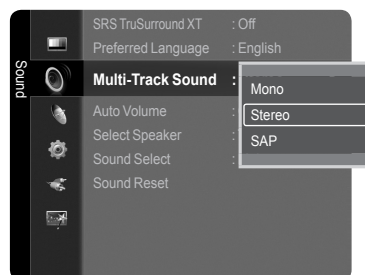 Sound
SRS TruSurround XT : Off
Preferred Language : English
Multi-Track Sound :
Mono
Stereo
SAP
Auto Volume :
Select Speaker :
Sound Select :
Sound Reset